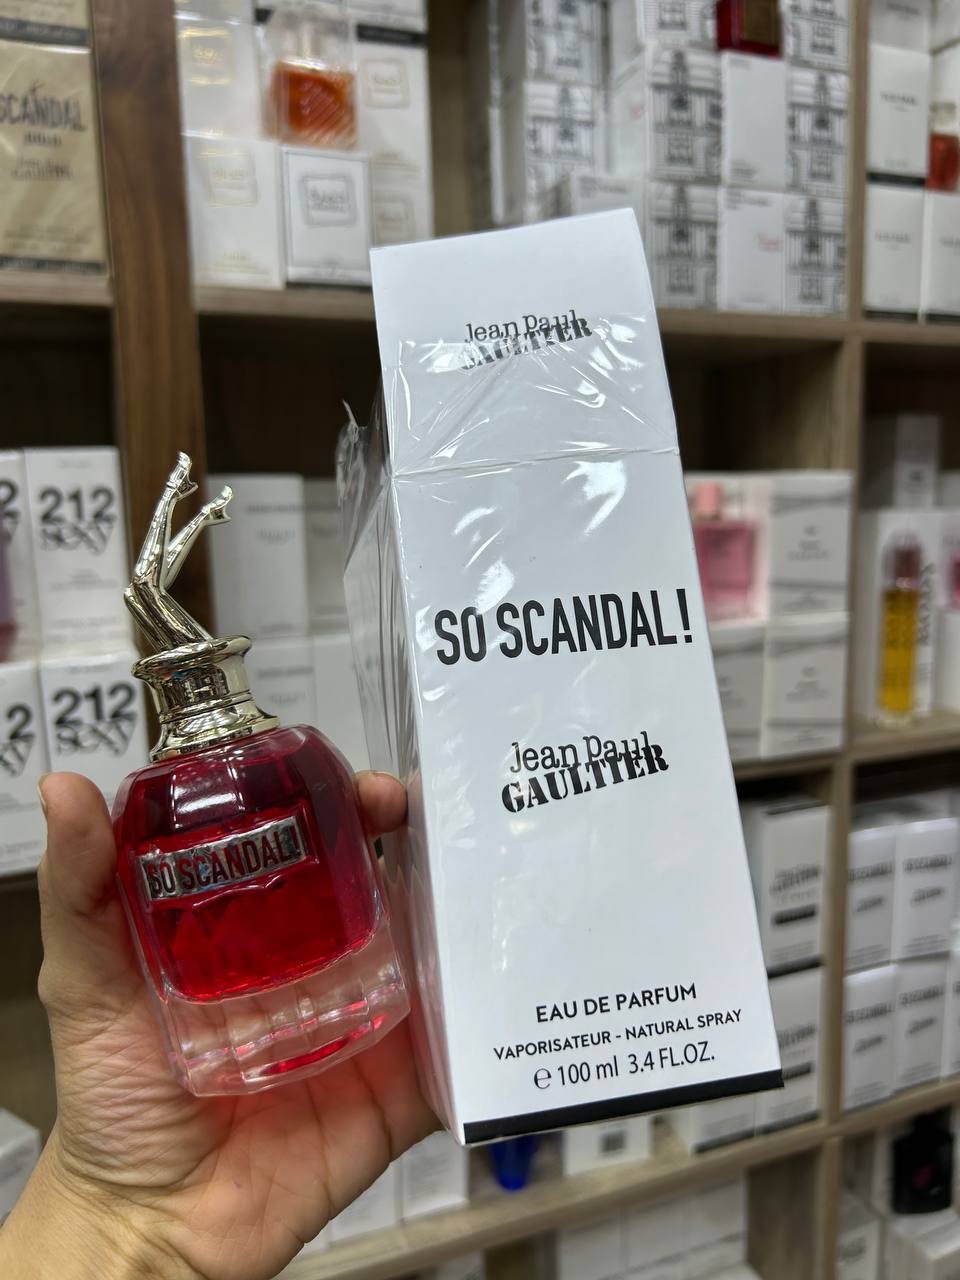 SCANDAL
Jean Paul
GAULTIER
SO SCANDAL!
Jean Paul
GAULTIER
EAU DE PARFUM
VAPORISATEUR - NATURAL SPRAY
e 100 ml 3.4 FL.OZ.
SO SCANDAL!
212
SEXY
212
SEXY